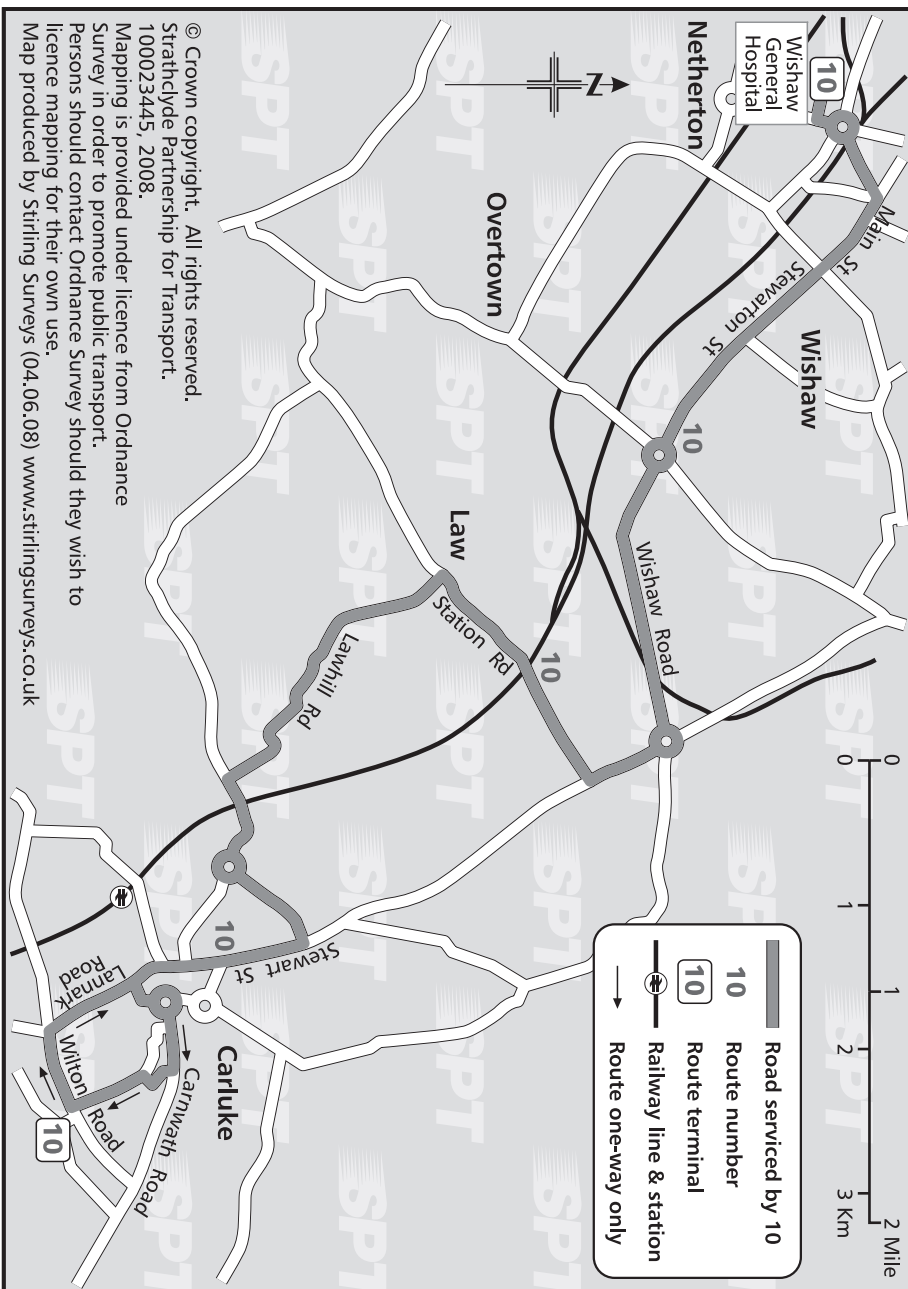 Wishaw
General
Hospital
10
Netherton
N
Overtown
Main St
Stewarton St
Wishaw
10
Wishaw Road
Law
Station Rd
10
Lawhill Rd
10
Stewart St
Lannark
Road
Wilton Road
Carnwath Road
Carluke
10
0 1 2 Mile
0 1 2 3 Km
Road serviced by 10
10 Route number
10 Route terminal
Railway line & station
Route one-way only
© Crown copyright. All rights reserved.
Strathclyde Partnership for Transport.
100023445, 2008.
Mapping is provided under licence from Ordnance
Survey in order to promote public transport.
Persons should contact Ordnance Survey should they wish to
licence mapping for their own use.
Map produced by Stirling Surveys (04.06.08) www.stirlingsurveys.co.uk
SPT